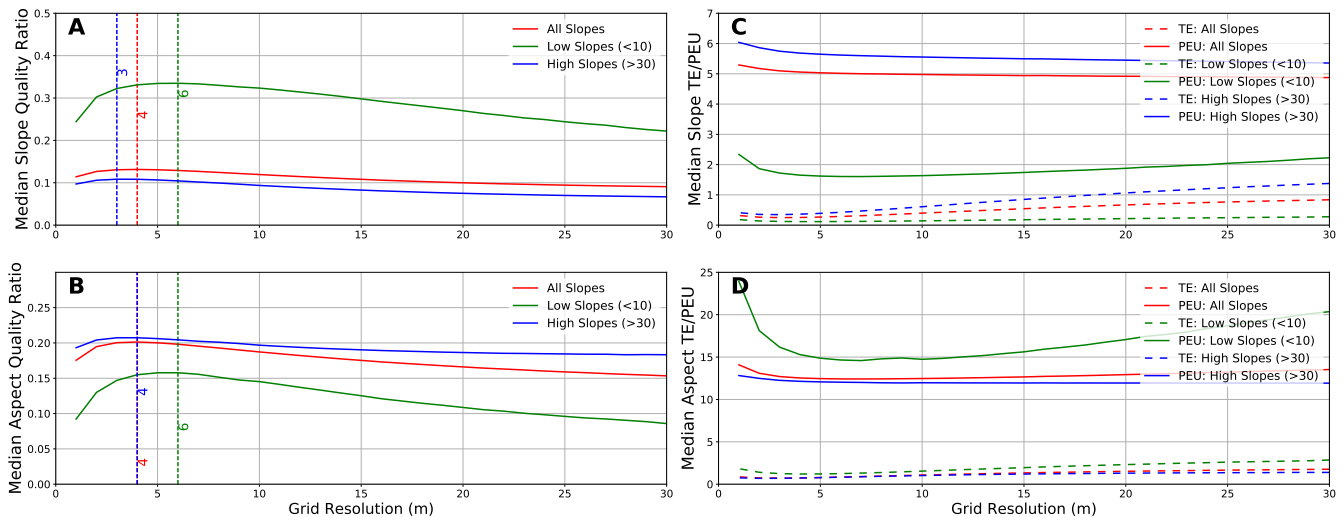 A
Median Slope Quality Ratio
0.5
0.4
0.3
0.2
0.1
0.0
3
4
6
All Slopes
Low Slopes (<10)
High Slopes (>30)
0
5
10
15
20
25
30
C
Median Slope TE/PEU
7
6
5
4
3
2
1
0
TE: All Slopes
PEU: All Slopes
TE: Low Slopes (<10)
PEU: Low Slopes (<10)
TE: High Slopes (>30)
PEU: High Slopes (>30)
0
5
10
15
20
25
30
B
Median Aspect Quality Ratio
0.25
0.20
0.15
0.10
0.05
0.00
4
4
6
All Slopes
Low Slopes (<10)
High Slopes (>30)
0
5
10
15
20
25
30
Grid Resolution (m)
D
Median Aspect TE/PEU
25
20
15
10
5
0
TE: All Slopes
PEU: All Slopes
TE: Low Slopes (<10)
PEU: Low Slopes (<10)
TE: High Slopes (>30)
PEU: High Slopes (>30)
0
5
10
15
20
25
30
Grid Resolution (m)